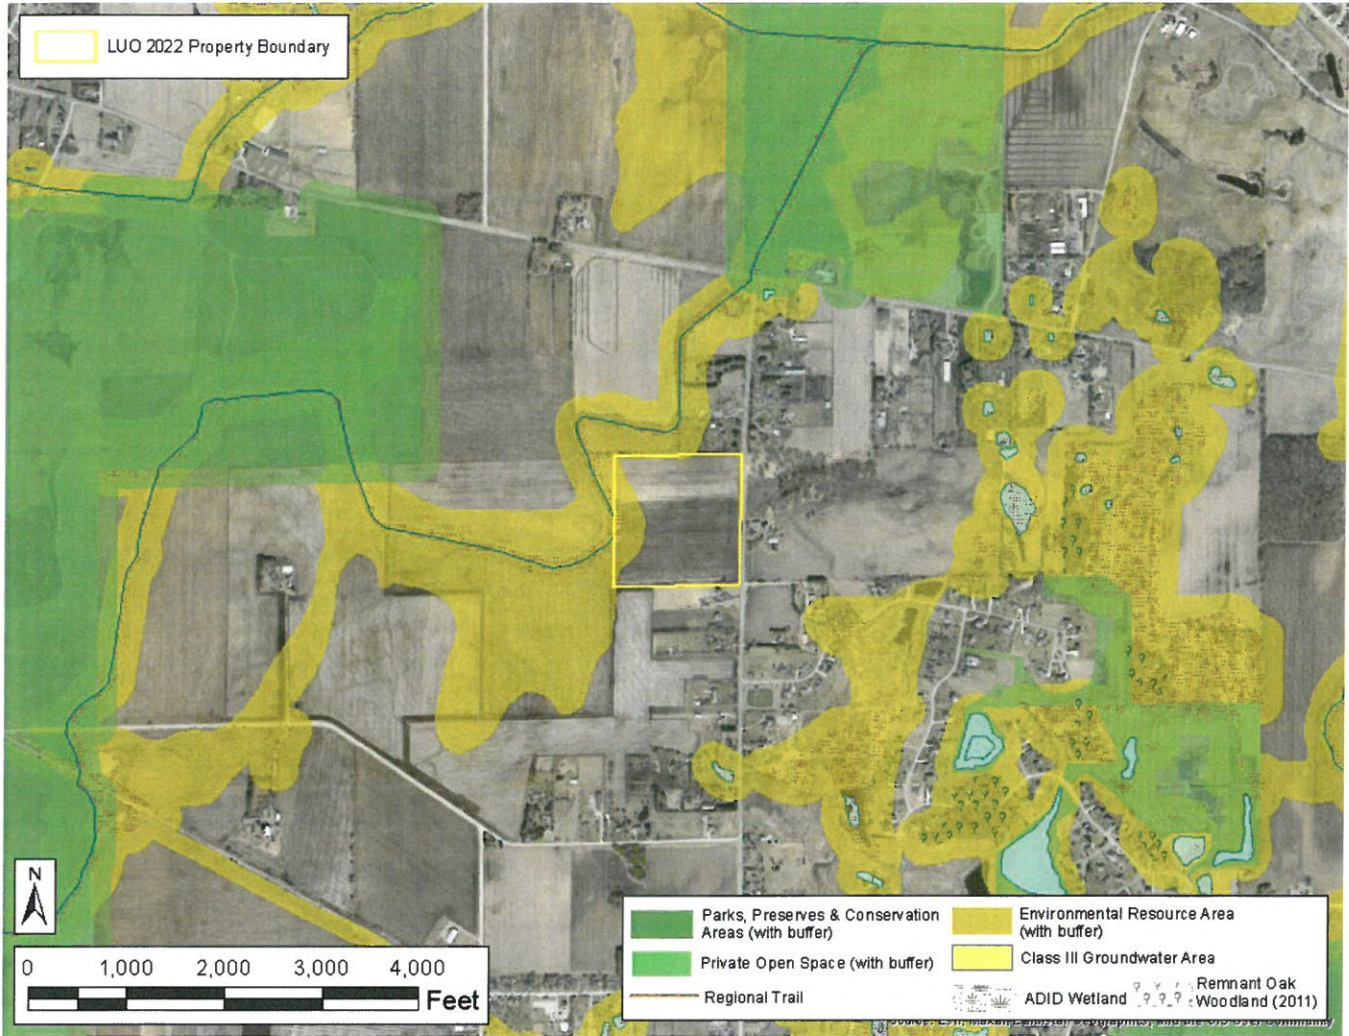 LUO 2022 Property Boundary
N
0 1,000 2,000 3,000 4,000
Feet
Parks, Preserves & Conservation
Areas (with buffer)
Private Open Space (with buffer)
Regional Trail
Environmental Resource Area
(with buffer)
Class III Groundwater Area
ADID Wetland
Remnant Oak
Woodland (2011)